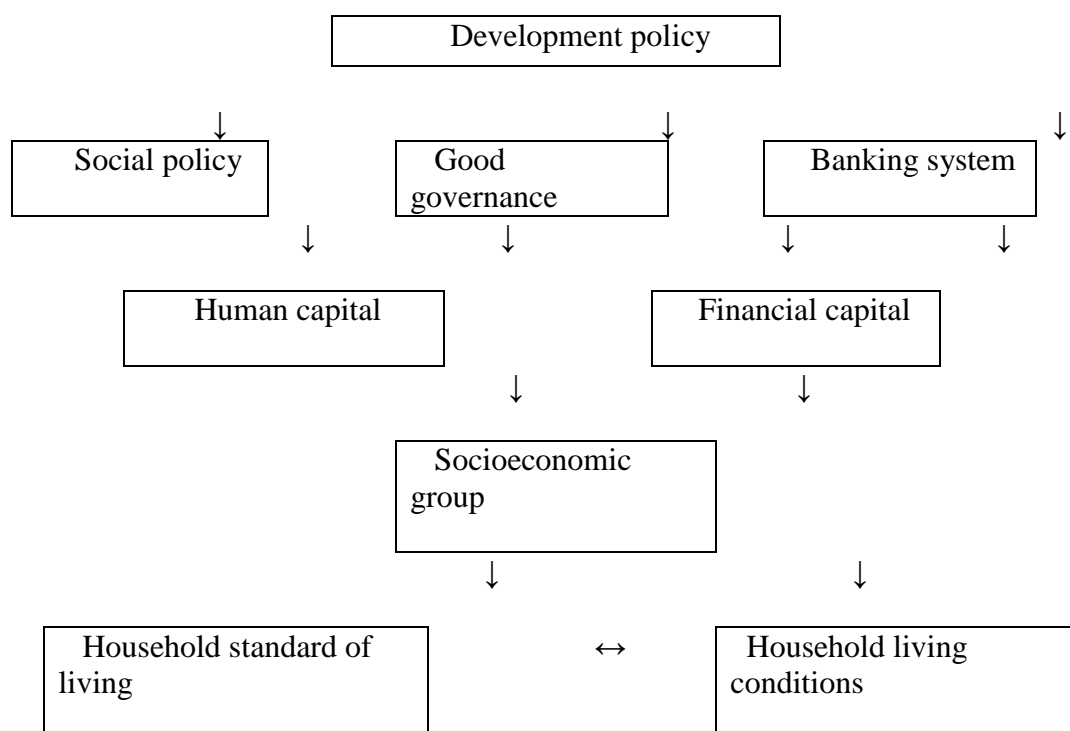 Development policy
↓ ↓ ↓
Social policy Good Banking system
governance
↓ ↓ ↓ ↓
Human capital Financial capital
↓ ↓
Socioeconomic
group
↓ ↓
Household standard of ↔ Household living
living conditions